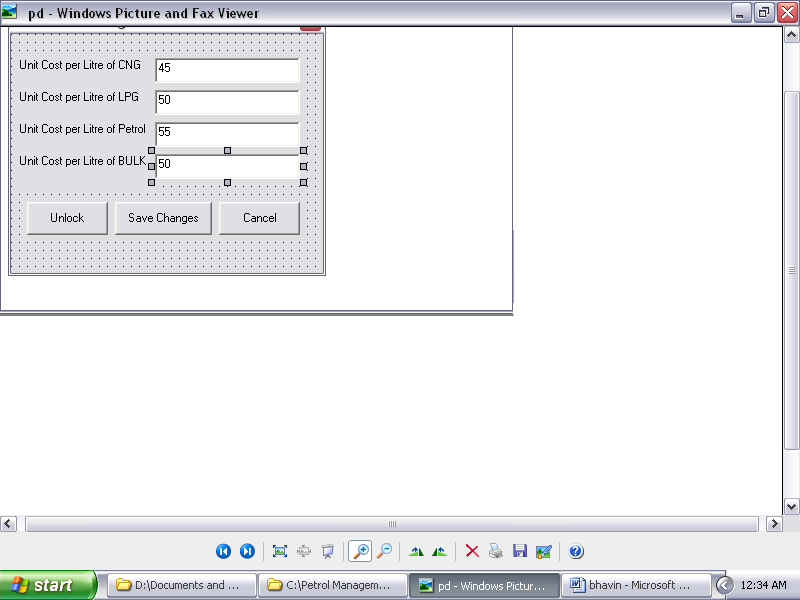 pd - Windows Picture and Fax Viewer
Unit Cost per Litre of CNG 45
Unit Cost per Litre of LPG 50
Unit Cost per Litre of Petrol 55
Unit Cost per Litre of BULK 50
Unlock Save Changes Cancel
start D:\Documents and ... C:\Petrol Managem... pd - Windows Pictur... bhavin - Microsoft ... 12:34 AM